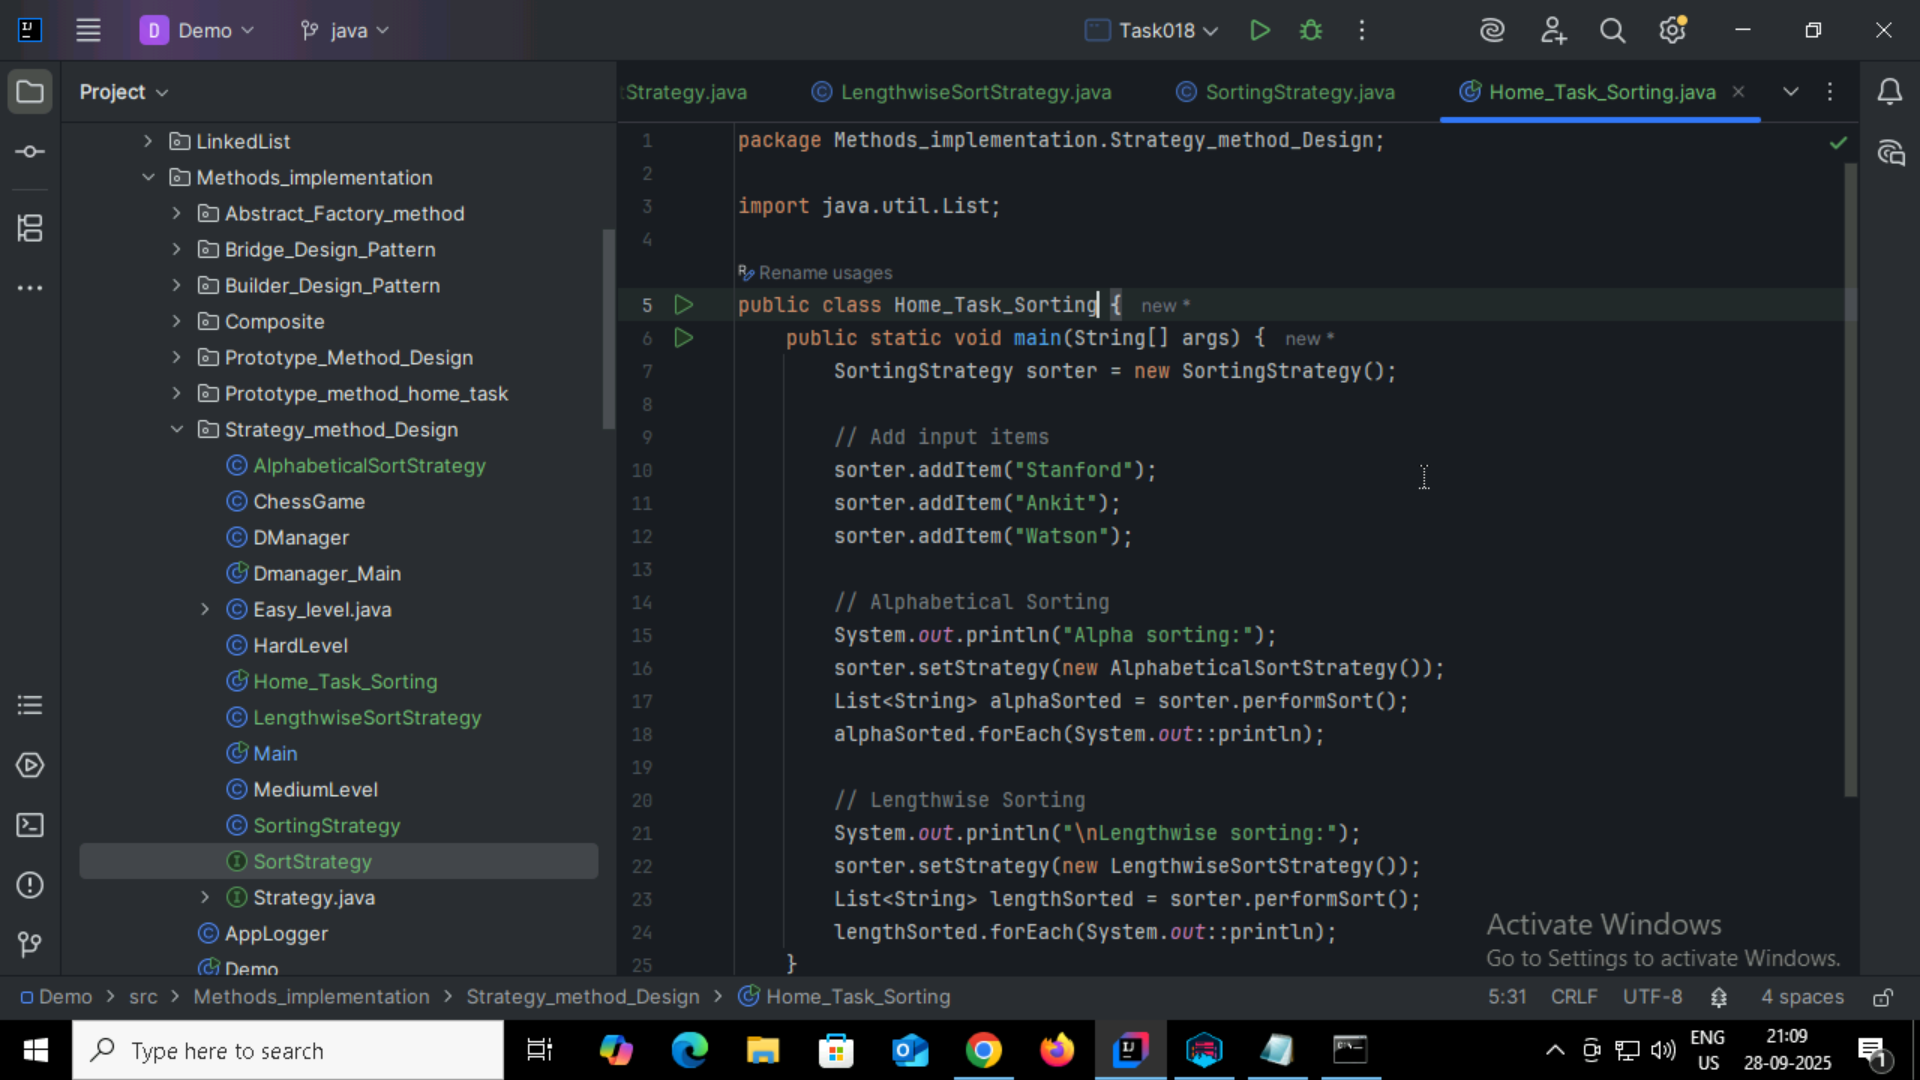 Demo
java
Task018
Project
tStrategy.java
LengthwiseSortStrategy.java
SortingStrategy.java
Home_Task_Sorting.java
LinkedList
Methods_implementation
Abstract_Factory_method
Bridge_Design_Pattern
Builder_Design_Pattern
Composite
Prototype_Method_Design
Prototype_method_home_task
Strategy_method_Design
AlphabeticalSortStrategy
ChessGame
DManager
Dmanager_Main
Easy_level.java
HardLevel
Home_Task_Sorting
LengthwiseSortStrategy
Main
MediumLevel
SortingStrategy
SortStrategy
Strategy.java
AppLogger
Demo
1 package Methods_implementation.Strategy_method_Design;
2
3 import java.util.List;
4
Rename usages
5 public class Home_Task_Sorting { new *
6 public static void main(String[] args) { new *
7 SortingStrategy sorter = new SortingStrategy();
8
9 // Add input items
10 sorter.addItem("Stanford");
11 sorter.addItem("Ankit");
12 sorter.addItem("Watson");
13
14 // Alphabetical Sorting
15 System.out.println("Alpha sorting:");
16 sorter.setStrategy(new AlphabeticalSortStrategy());
17 List<String> alphaSorted = sorter.performSort();
18 alphaSorted.forEach(System.out::println);
19
20 // Lengthwise Sorting
21 System.out.println("\nLengthwise sorting:");
22 sorter.setStrategy(new LengthwiseSortStrategy());
23 List<String> lengthSorted = sorter.performSort();
24 lengthSorted.forEach(System.out::println);
25 }
Activate Windows
Go to Settings to activate Windows.
Demo > src > Methods_implementation > Strategy_method_Design > Home_Task_Sorting
5:31 CRLF UTF-8 4 spaces
Type here to search
ENG
US
21:09
28-09-2025
1